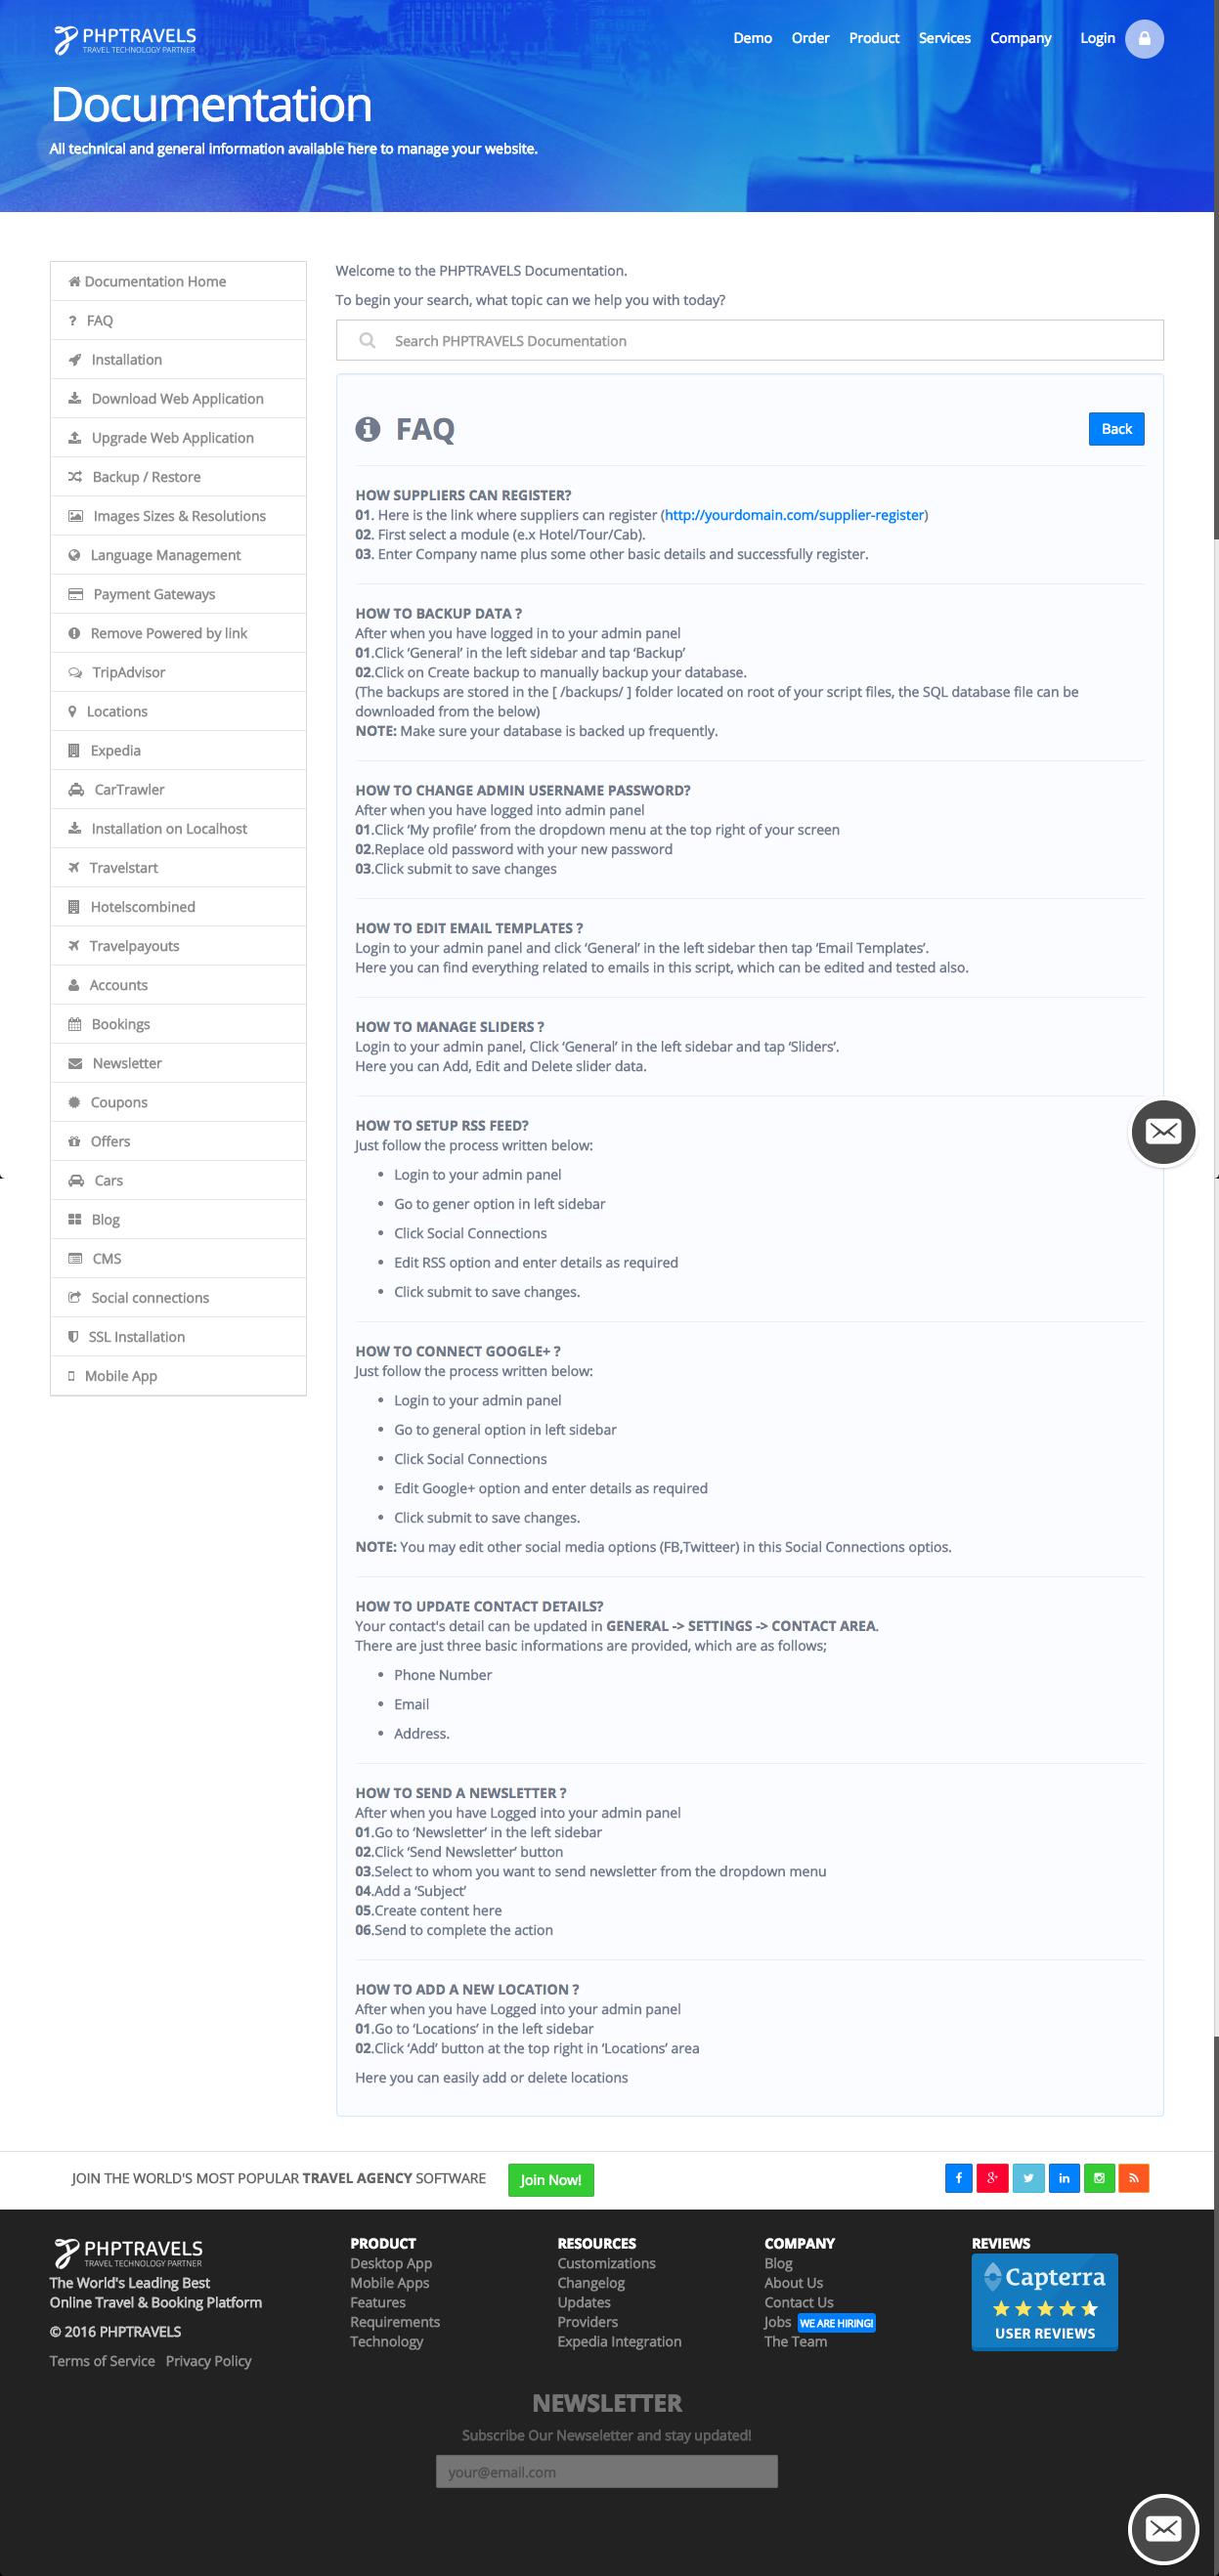 PHPTRAVELS
TRAVEL TECHNOLOGY PARTNER
Demo Order Product Services Company Login
Documentation
All technical and general information available here to manage your website.
Documentation Home
FAQ
Installation
Download Web Application
Upgrade Web Application
Backup / Restore
Images Sizes & Resolutions
Language Management
Payment Gateways
Remove Powered by link
TripAdvisor
Locations
Expedia
CarTrawler
Installation on Localhost
Travelstart
Hotelscombined
Travelpayouts
Accounts
Bookings
Newsletter
Coupons
Offers
Cars
Blog
CMS
Social connections
SSL Installation
Mobile App
Welcome to the PHPTRAVELS Documentation.
To begin your search, what topic can we help you with today?
Search PHPTRAVELS Documentation
FAQ
Back
HOW SUPPLIERS CAN REGISTER?
01. Here is the link where suppliers can register (http://yourdomain.com/supplier-register)
02. First select a module (e.x Hotel/Tour/Cab).
03. Enter Company name plus some other basic details and successfully register.
HOW TO BACKUP DATA ?
After when you have logged in to your admin panel
01.Click ‘General’ in the left sidebar and tap ‘Backup’
02.Click on Create backup to manually backup your database.
(The backups are stored in the [ /backups/ ] folder located on root of your script files, the SQL database file can be
downloaded from the below)
NOTE: Make sure your database is backed up frequently.
HOW TO CHANGE ADMIN USERNAME PASSWORD?
After when you have logged into admin panel
01.Click ‘My profile’ from the dropdown menu at the top right of your screen
02.Replace old password with your new password
03.Click submit to save changes
HOW TO EDIT EMAIL TEMPLATES ?
Login to your admin panel and click ‘General’ in the left sidebar then tap ‘Email Templates’.
Here you can find everything related to emails in this script, which can be edited and tested also.
HOW TO MANAGE SLIDERS ?
Login to your admin panel, Click ‘General’ in the left sidebar and tap ‘Sliders’.
Here you can Add, Edit and Delete slider data.
HOW TO SETUP RSS FEED?
Just follow the process written below:
• Login to your admin panel
• Go to gener option in left sidebar
• Click Social Connections
• Edit RSS option and enter details as required
• Click submit to save changes.
HOW TO CONNECT GOOGLE+ ?
Just follow the process written below:
• Login to your admin panel
• Go to general option in left sidebar
• Click Social Connections
• Edit Google+ option and enter details as required
• Click submit to save changes.
NOTE: You may edit other social media options (FB,Twitteer) in this Social Connections optios.
HOW TO UPDATE CONTACT DETAILS?
Your contact's detail can be updated in GENERAL -> SETTINGS -> CONTACT AREA.
There are just three basic informations are provided, which are as follows;
• Phone Number
• Email
• Address.
HOW TO SEND A NEWSLETTER ?
After when you have Logged into your admin panel
01.Go to ‘Newsletter’ in the left sidebar
02.Click ‘Send Newsletter’ button
03.Select to whom you want to send newsletter from the dropdown menu
04.Add a ‘Subject’
05.Create content here
06.Send to complete the action
HOW TO ADD A NEW LOCATION ?
After when you have Logged into your admin panel
01.Go to ‘Locations’ in the left sidebar
02.Click ‘Add’ button at the top right in ‘Locations’ area
Here you can easily add or delete locations
JOIN THE WORLD'S MOST POPULAR TRAVEL AGENCY SOFTWARE
Join Now!
PHPTRAVELS
TRAVEL TECHNOLOGY PARTNER
The World's Leading Best
Online Travel & Booking Platform
© 2016 PHPTRAVELS
Terms of Service Privacy Policy
PRODUCT
Desktop App
Mobile Apps
Features
Requirements
Technology
RESOURCES
Customizations
Changelog
Updates
Providers
Expedia Integration
COMPANY
Blog
About Us
Contact Us
Jobs WE ARE HIRING!
The Team
REVIEWS
Capterra
USER REVIEWS
NEWSLETTER
Subscribe Our Newseletter and stay updated!
your@email.com